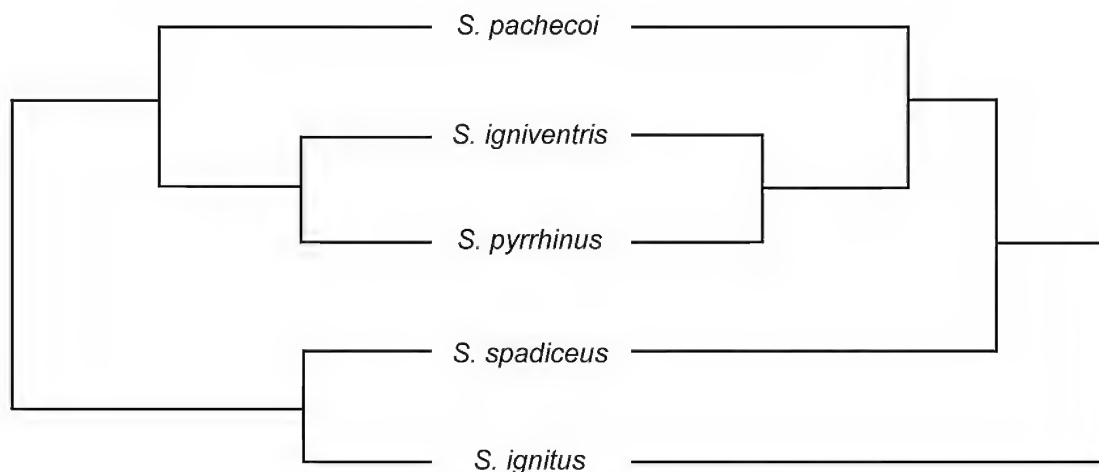 S. pachecoi
S. igniventris
S. pyrrhinus
S. spadiceus
S. ignitus